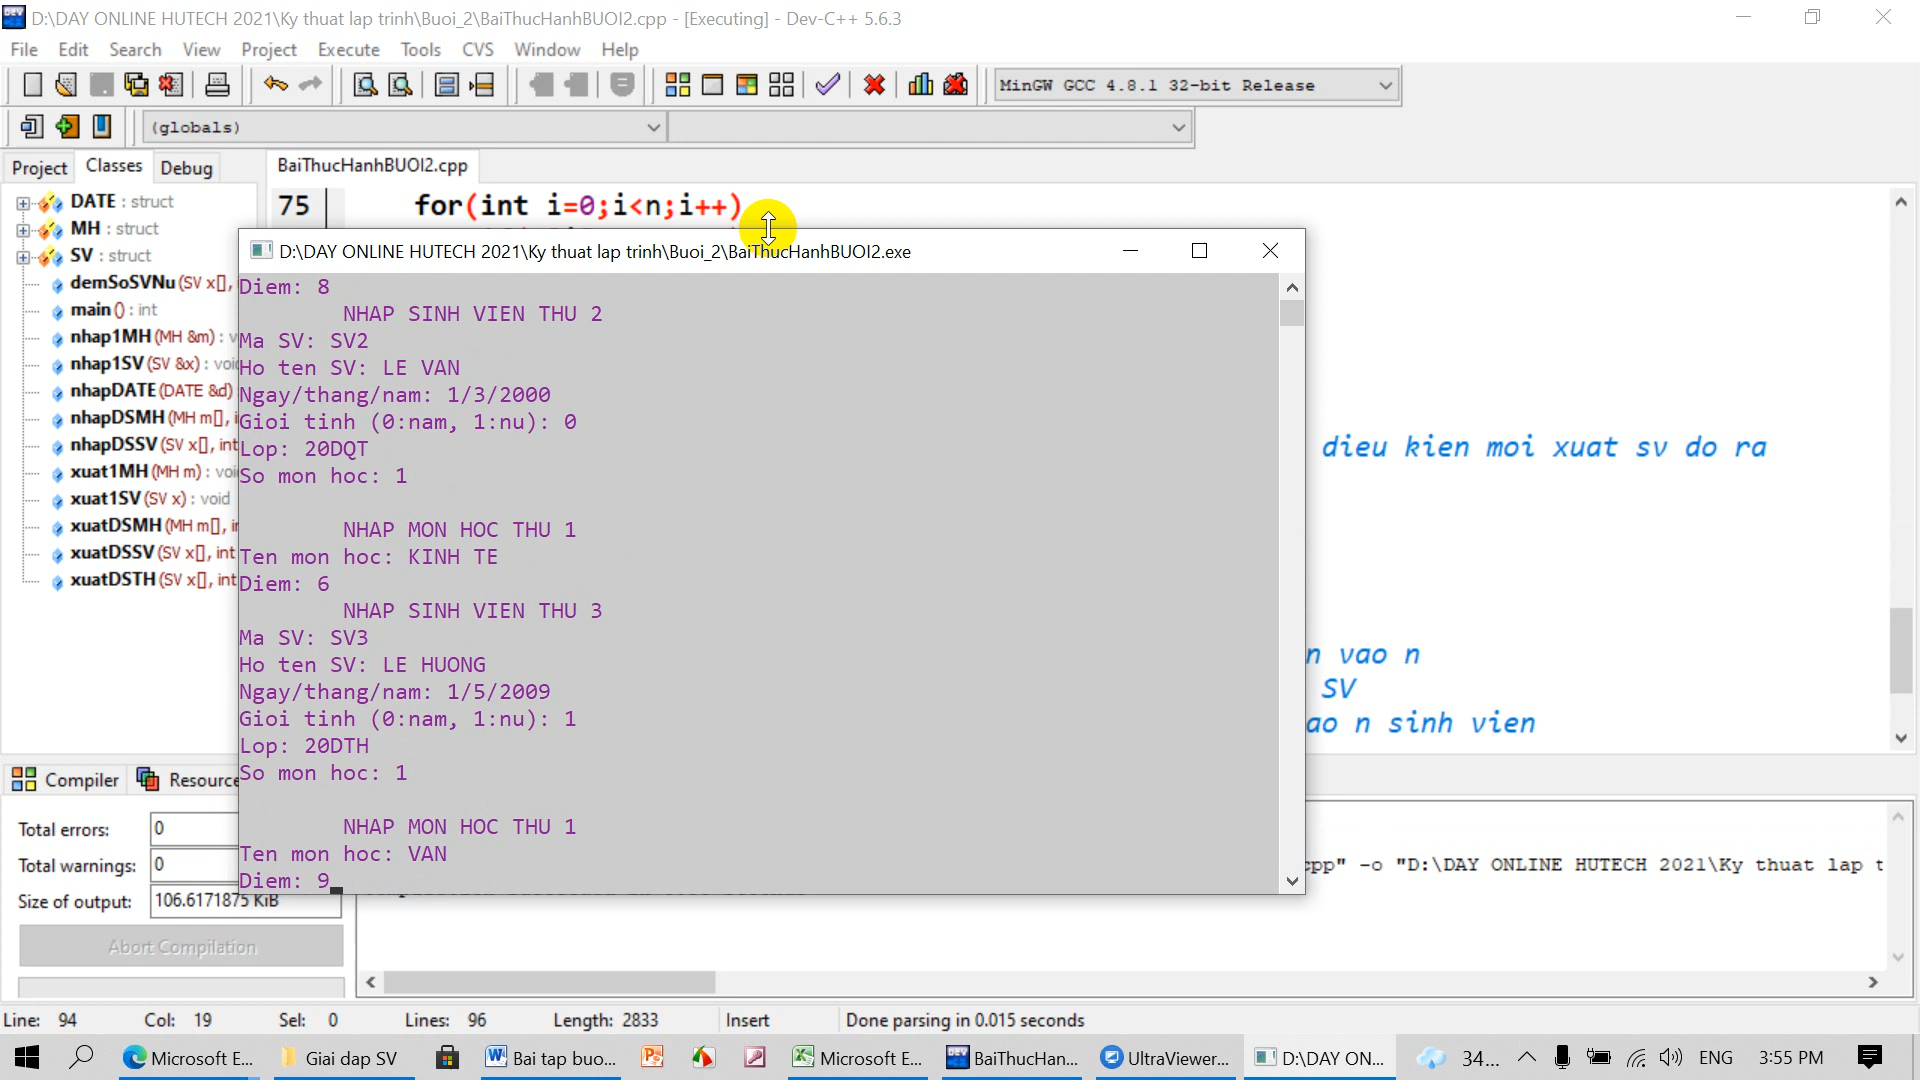 D:\DAY ONLINE HUTECH 2021\Ky thuat lap trinh\Buoi_2\BaiThucHanhBUOI2.cpp - [Executing] - Dev-C++ 5.6.3
File Edit Search View Project Execute Tools CVS Window Help
MinGW GCC 4.8.1 32-bit Release
(globals)
Project Classes Debug
BaiThucHanhBUOI2.cpp
DATE : struct
MH : struct
SV : struct
demSoSVNu (SV x[],
main () : int
nhap1MH (MH &m) : v
nhap1SV (SV &x) : voi
nhapDATE (DATE &d)
nhapDSMH (MH m[], i
nhapDSSV (SV x[], int
xuat1MH (MH m) : voi
xuat1SV (SV x) : void
xuatDSMH (MH m[], i
xuatDSSV (SV x[], int
xuatDSTH (SV x[], int
75 for(int i=0;i<n;i++)
D:\DAY ONLINE HUTECH 2021\Ky thuat lap trinh\Buoi_2\BaiThucHanhBUOI2.exe
Diem: 8
NHAP SINH VIEN THU 2
Ma SV: SV2
Ho ten SV: LE VAN
Ngay/thang/nam: 1/3/2000
Gioi tinh (0:nam, 1:nu): 0
Lop: 20DQT
So mon hoc: 1
NHAP MON HOC THU 1
Ten mon hoc: KINH TE
Diem: 6
NHAP SINH VIEN THU 3
Ma SV: SV3
Ho ten SV: LE HUONG
Ngay/thang/nam: 1/5/2009
Gioi tinh (0:nam, 1:nu): 1
Lop: 20DTH
So mon hoc: 1
NHAP MON HOC THU 1
Ten mon hoc: VAN
Diem: 9
dieu kien moi xuat sv do ra
n vao n
SV
ao n sinh vien
Compiler Resource
Total errors: 0
Total warnings: 0
Size of output: 106.6171875 KiB
Abort Compilation
cpp" -o "D:\DAY ONLINE HUTECH 2021\Ky thuat lap t
Line: 94 Col: 19 Sel: 0 Lines: 96 Length: 2833 Insert Done parsing in 0.015 seconds
Microsoft E... Giai dap SV Bai tap buo... Microsoft E... BaiThucHan... UltraViewer... D:\DAY ON... 34... ENG 3:55 PM